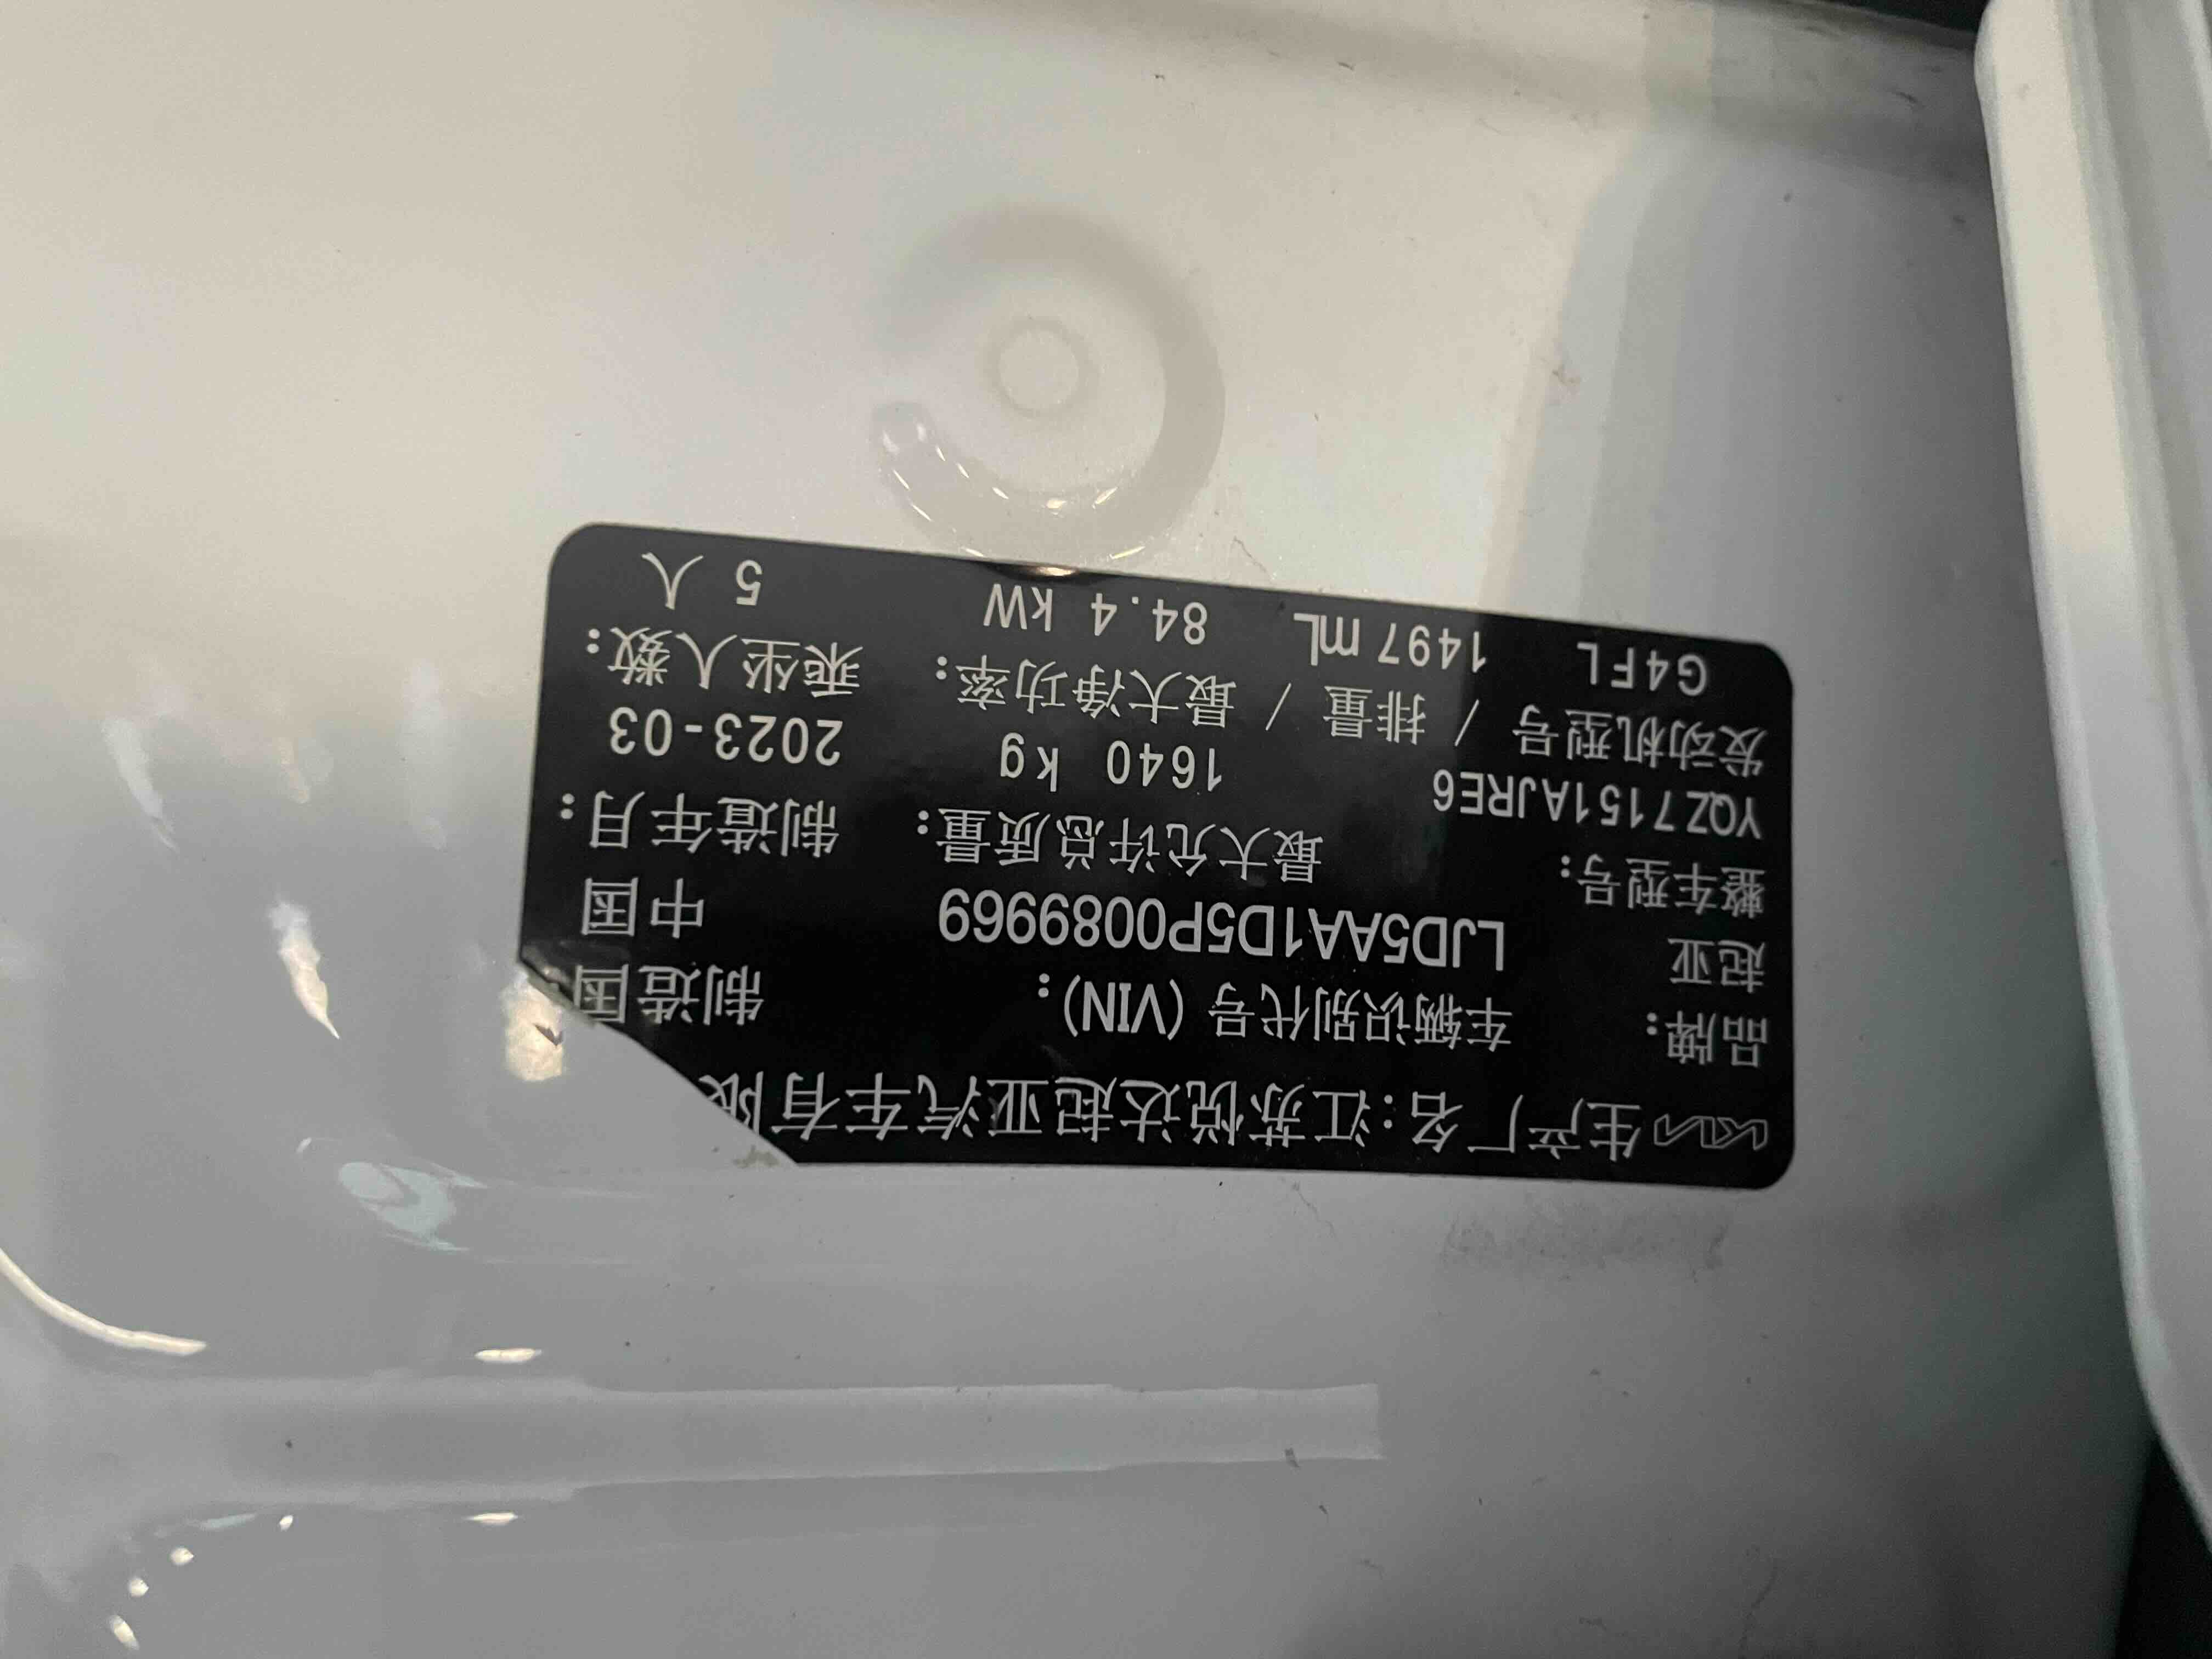 KIA 生产厂名：江苏悦达起亚汽车有限
品牌： 车辆识别代号 (VIN)： 制造国
起亚 LJD5AA1D5P0089969 中国
整车型号： 最大允许总质量： 制造年月：
YQZ7151AJRE6 1640 kg 2023-03
发动机型号 / 排量 / 最大净功率： 乘坐人数：
G4FL 1497 mL 84.4 kW 5 人